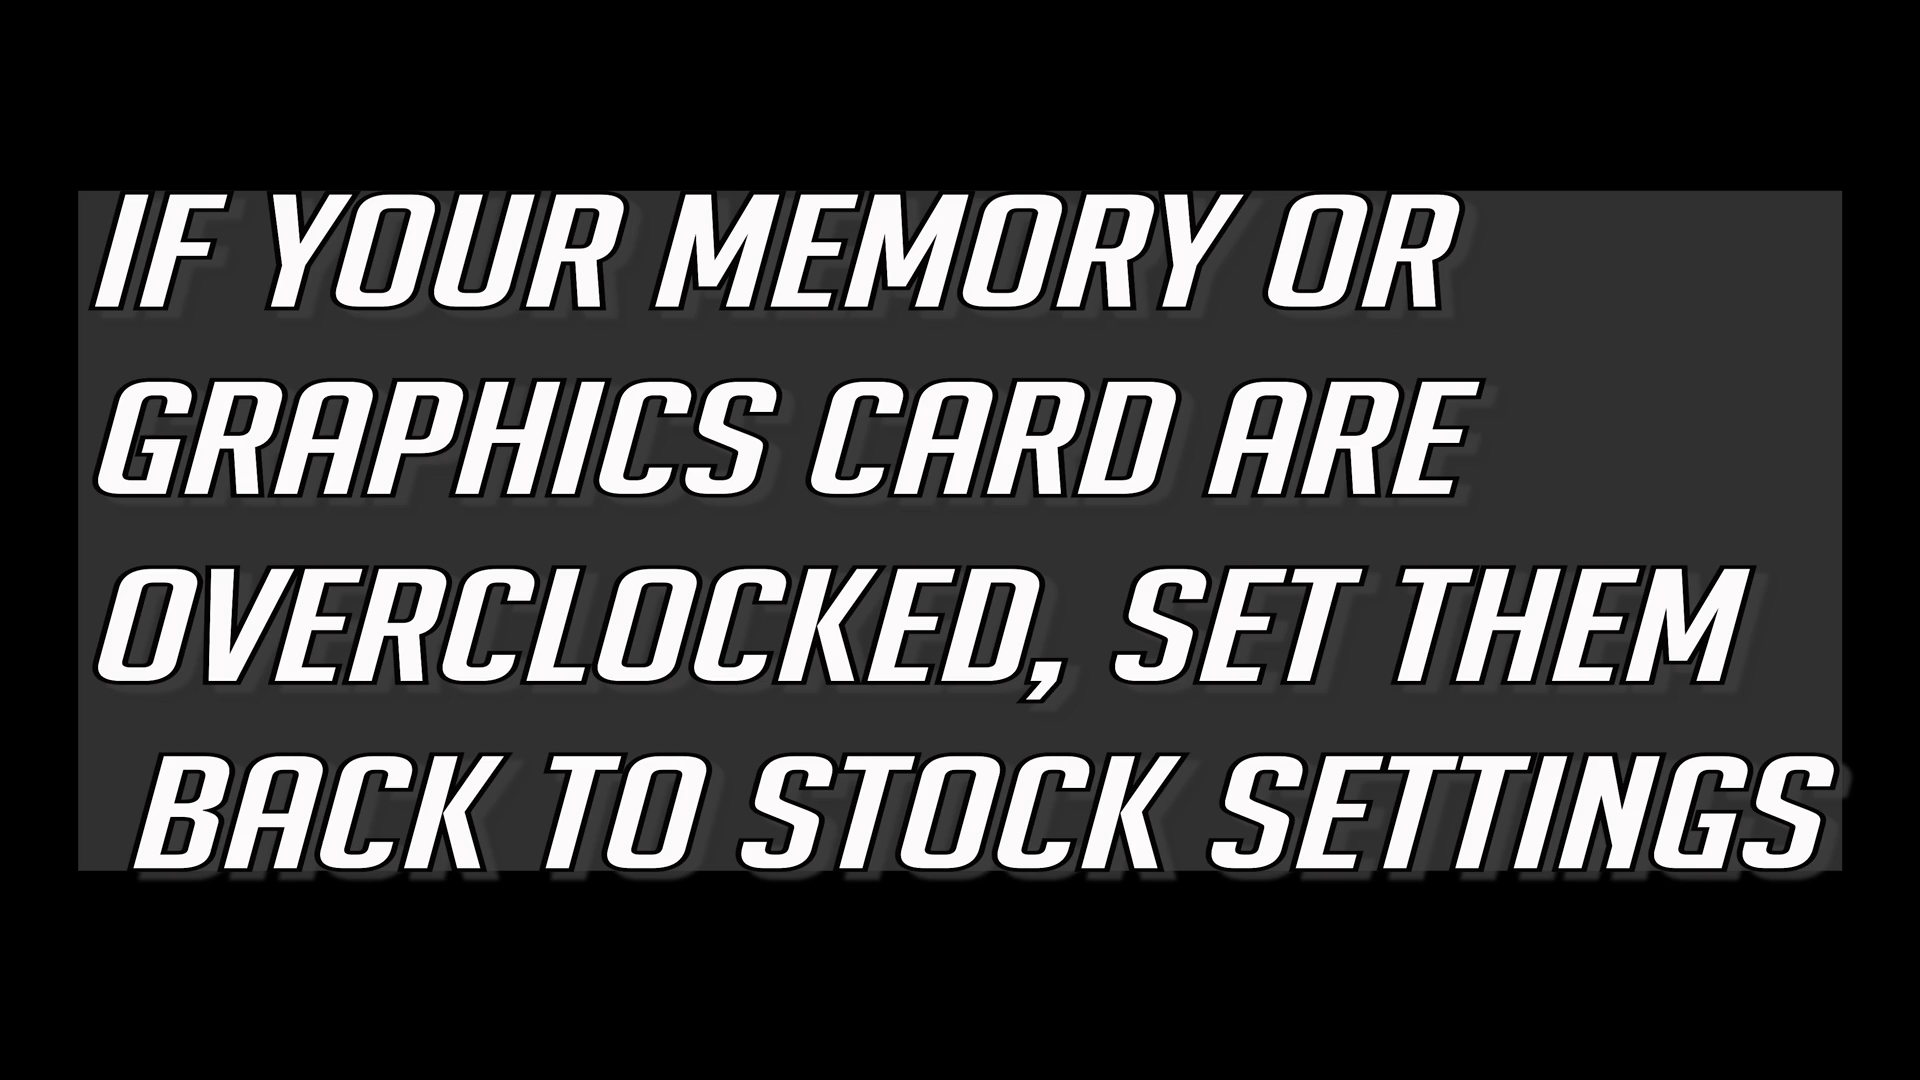 IF YOUR MEMORY OR
GRAPHICS CARD ARE
OVERCLOCKED, SET THEM
BACK TO STOCK SETTINGS